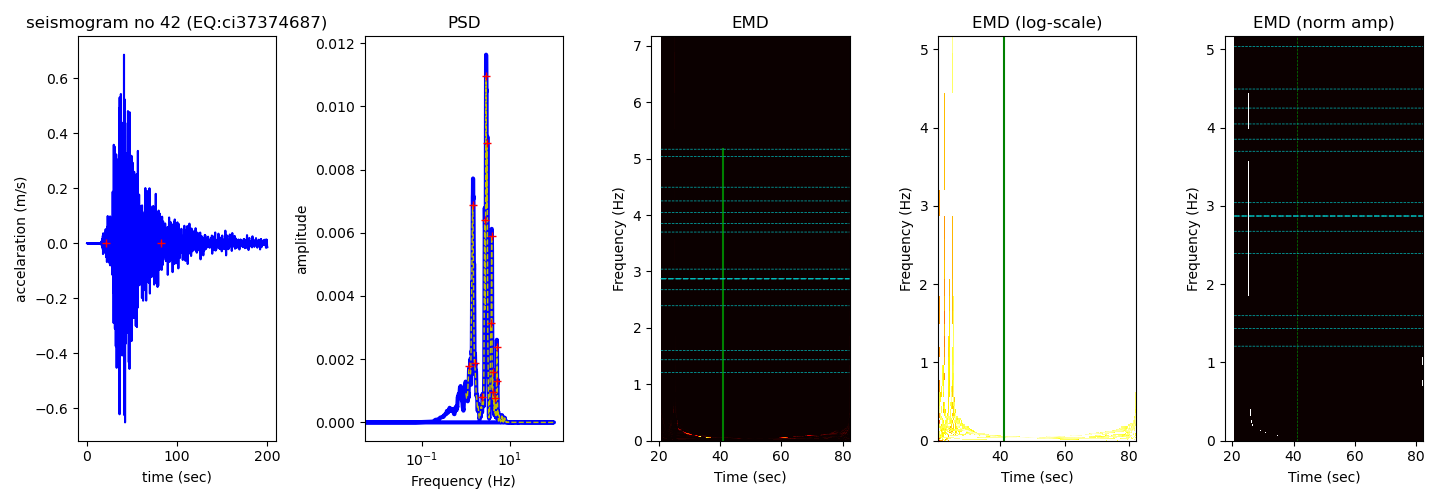 seismogram no 42 (EQ:ci37374687)
accelaration (m/s)
0.6
0.4
0.2
0.0
−0.2
−0.4
−0.6
0 100 200
time (sec)
PSD
amplitude
0.012
0.010
0.008
0.006
0.004
0.002
0.000
10⁻¹ 10¹
Frequency (Hz)
EMD
Frequency (Hz)
7
6
5
4
3
2
1
0
20 40 60 80
Time (sec)
EMD (log-scale)
Frequency (Hz)
5
4
3
2
1
0
40 60 80
Time (sec)
EMD (norm amp)
Frequency (Hz)
5
4
3
2
1
0
20 40 60 80
Time (sec)